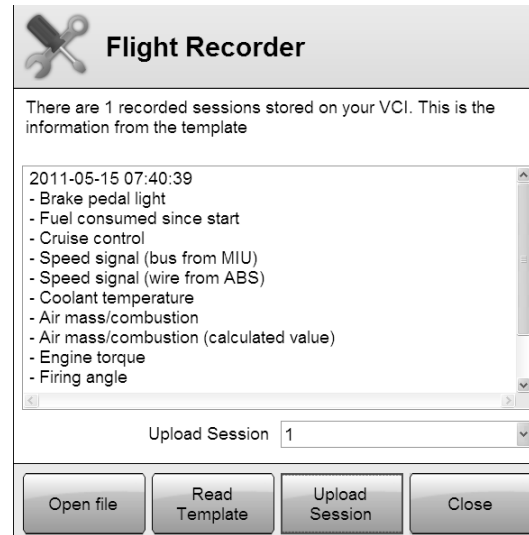 Flight Recorder
There are 1 recorded sessions stored on your VCI. This is the
information from the template
2011-05-15 07:40:39
- Brake pedal light
- Fuel consumed since start
- Cruise control
- Speed signal (bus from MIU)
- Speed signal (wire from ABS)
- Coolant temperature
- Air mass/combustion
- Air mass/combustion (calculated value)
- Engine torque
- Firing angle
Upload Session 1
Open file
Read
Template
Upload
Session
Close